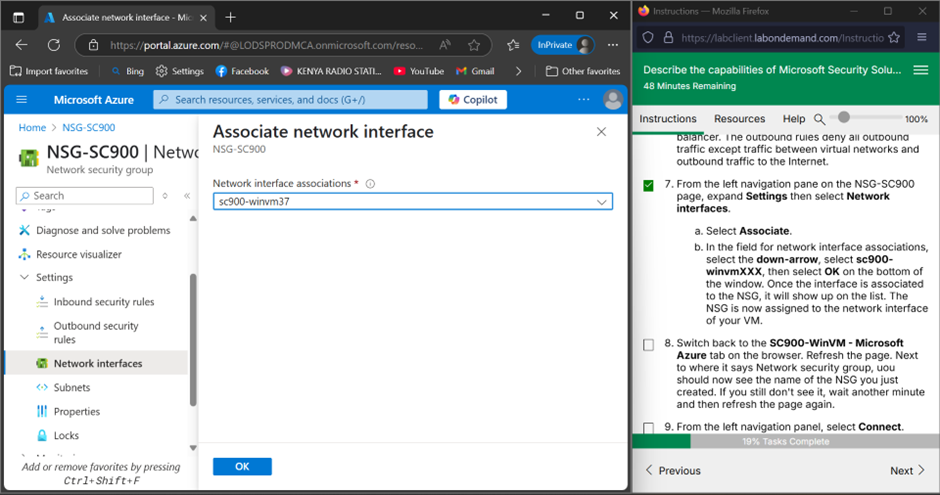 Associate network interface - Mic
https://portal.azure.com/#@LODSPRODMCA.onmicrosoft.com/reso...
InPrivate
Import favorites
Bing
Settings
Facebook
KENYA RADIO STATI...
YouTube
Gmail
Other favorites
Microsoft Azure
Search resources, services, and docs (G+/)
Copilot
Home > NSG-SC900
NSG-SC900 | Netwo
Network security group
Search
Tags
Diagnose and solve problems
Resource visualizer
Settings
Inbound security rules
Outbound security
rules
Network interfaces
Subnets
Properties
Locks
Add or remove favorites by pressing
Ctrl+Shift+F
Associate network interface
NSG-SC900
Network interface associations *
sc900-winvm37
OK
Instructions — Mozilla Firefox
https://labclient.labondemand.com/Instructio
Describe the capabilities of Microsoft Security Solu...
48 Minutes Remaining
Instructions
Resources
Help
100%
balancer. The outbound rules deny all outbound
traffic except traffic between virtual networks and
outbound traffic to the Internet.
7. From the left navigation pane on the NSG-SC900
page, expand Settings then select Network
interfaces.
a. Select Associate.
b. In the field for network interface associations,
select the down-arrow, select sc900-
winvmXXX, then select OK on the bottom of
the window. Once the interface is associated
to the NSG, it will show up on the list. The
NSG is now assigned to the network interface
of your VM.
8. Switch back to the SC900-WinVM - Microsoft
Azure tab on the browser. Refresh the page. Next
to where it says Network security group, uou
should now see the name of the NSG you just
created. If you still don't see it, wait another minute
and then refresh the page again.
9. From the left navigation panel, select Connect.
19% Tasks Complete
Previous
Next